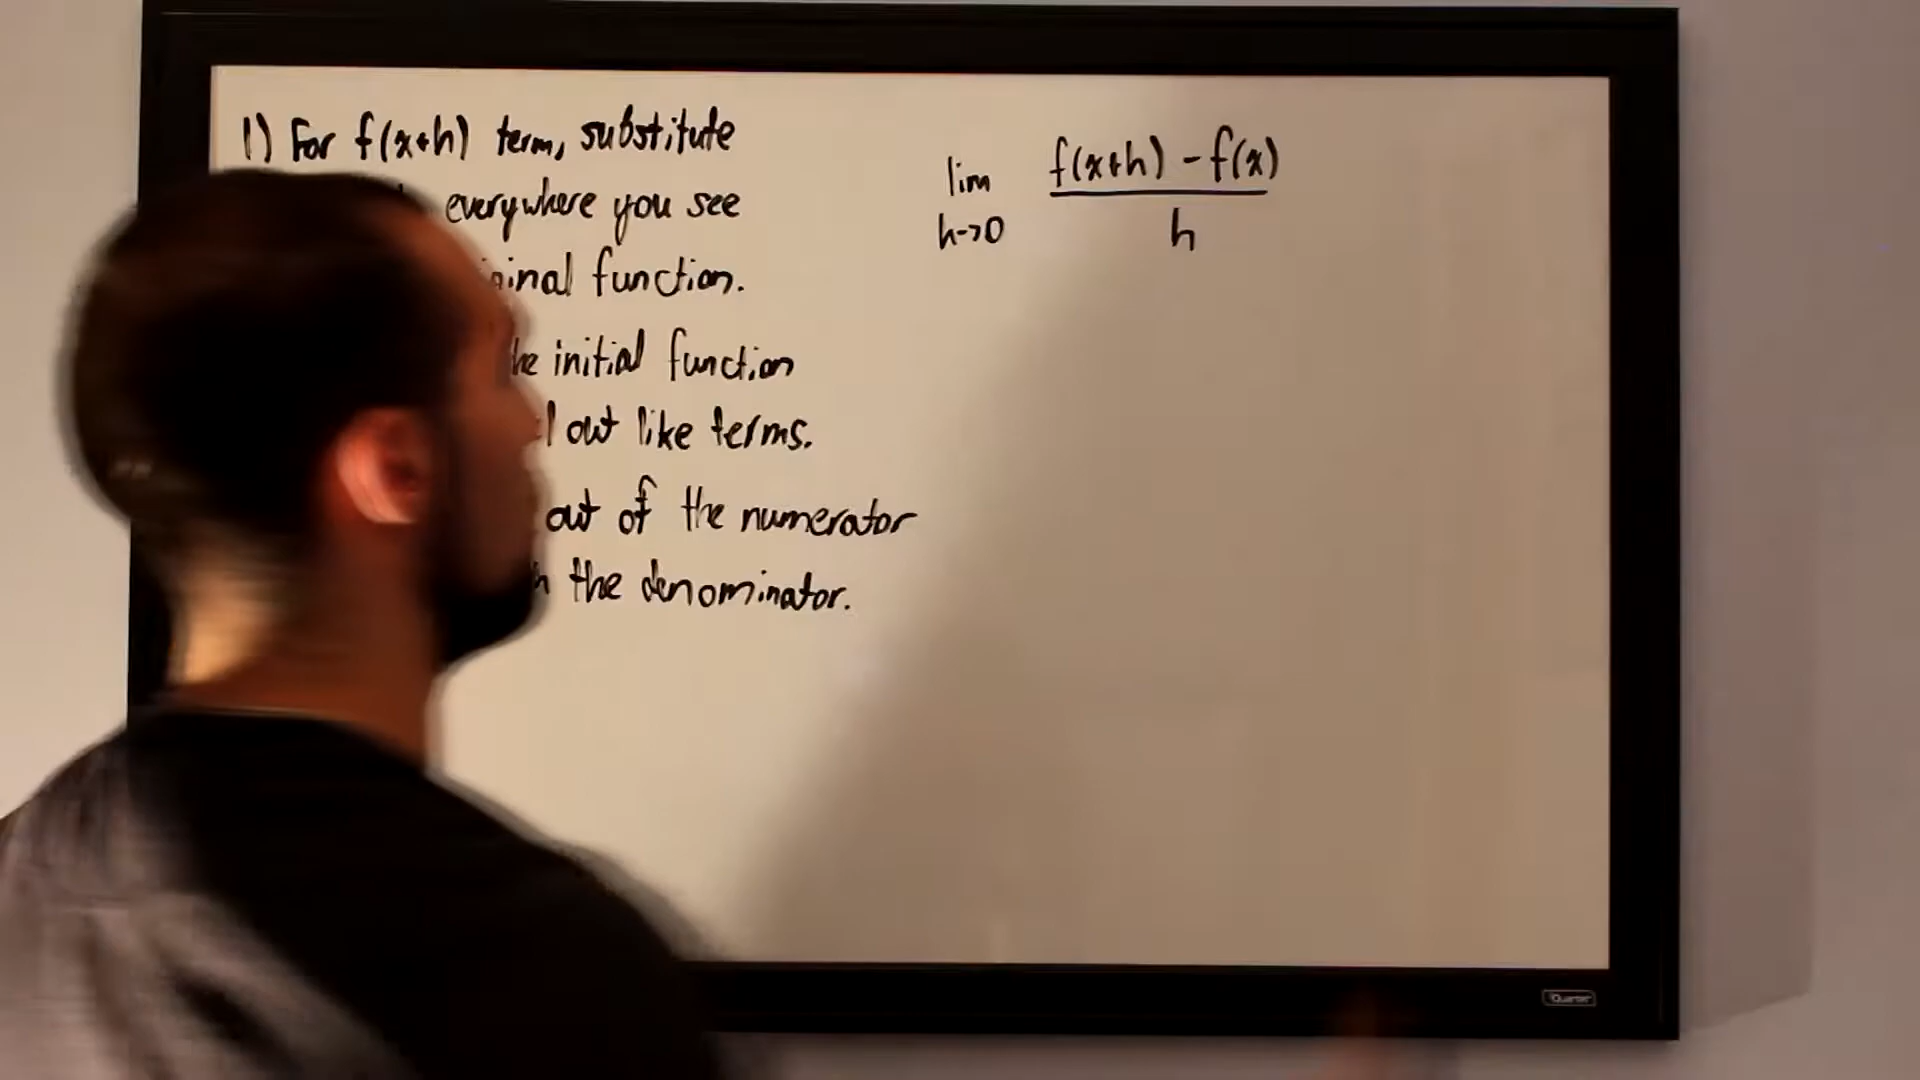 1) For f(x+h) term, substitute
everywhere you see
function.
initial function
out like terms.
out of the numerator
the denominator.
lim h→0 f(x+h) - f(x) / h
Quartet